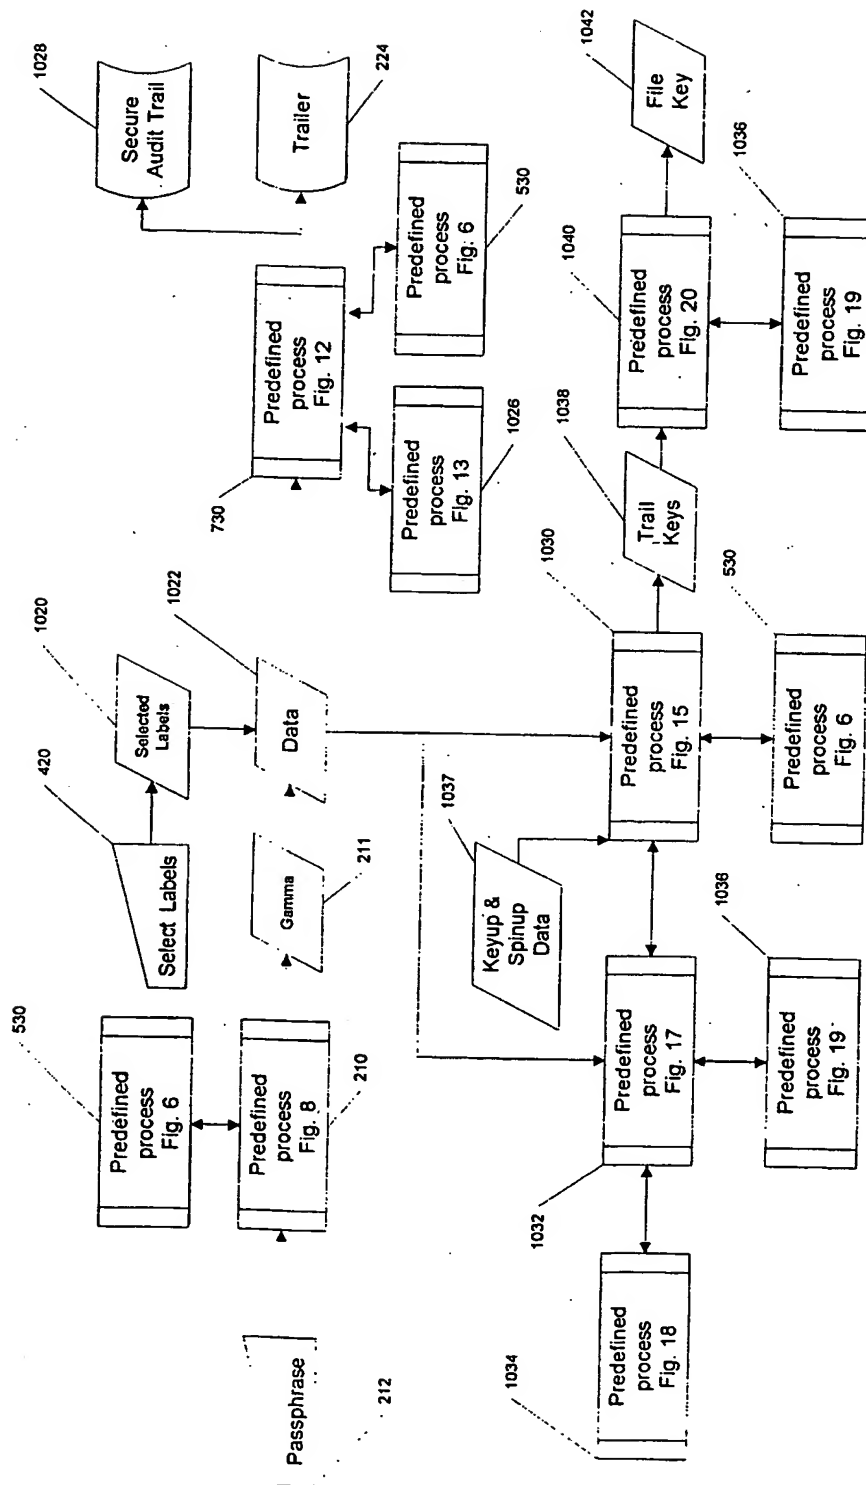 1028
Secure
Audit Trail
Trailer
224
Predefined
process
Fig. 12
730
Predefined
process
Fig. 6
530
Predefined
process
Fig. 13
1026
420
Select Labels
1020
Selected
Labels
1022
Data
Gamma
211
530
Predefined
process
Fig. 6
Predefined
process
Fig. 8
210
Passphrase
212
1034
Predefined
process
Fig. 18
1032
Predefined
process
Fig. 17
1036
Predefined
process
Fig. 19
1037
Keyup &
Spinup
Data
1030
Predefined
process
Fig. 15
530
Predefined
process
Fig. 6
1038
Trail
Keys
1040
Predefined
process
Fig. 20
1036
Predefined
process
Fig. 19
1042
File
Key